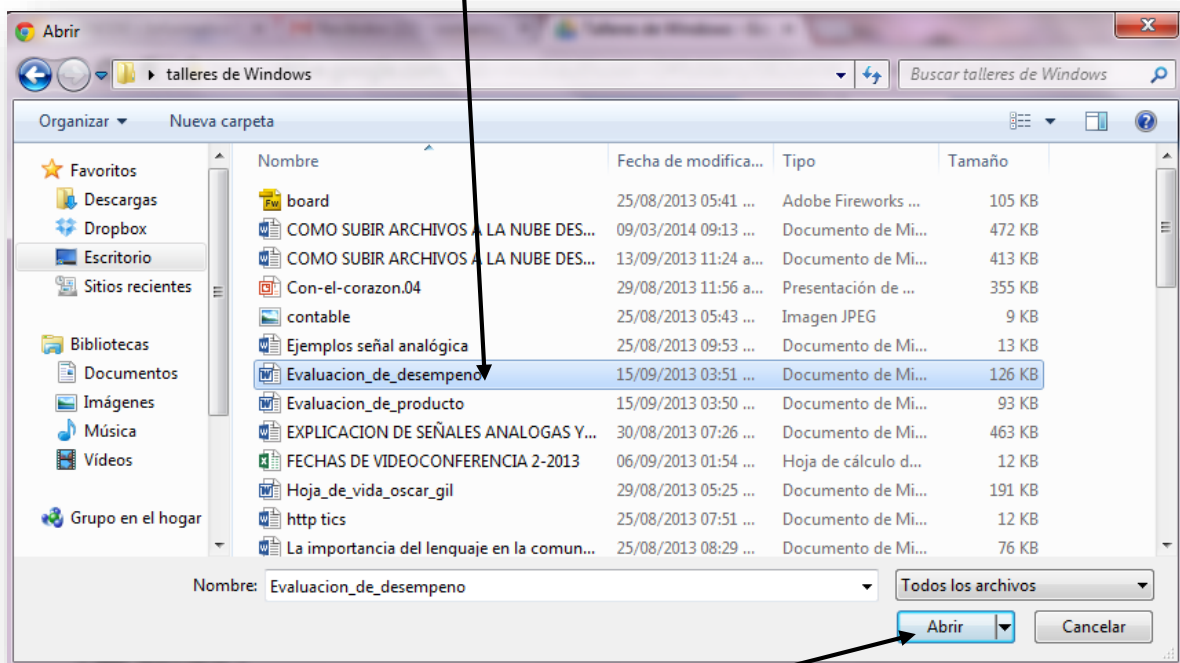 Abrir
talleres de Windows
Buscar talleres de Windows
Organizar
Nueva carpeta
Favoritos
Descargas
Dropbox
Escritorio
Sitios recientes
Bibliotecas
Documentos
Imágenes
Música
Vídeos
Grupo en el hogar
Nombre Fecha de modifica... Tipo Tamaño
board 25/08/2013 05:41 ... Adobe Fireworks ... 105 KB
COMO SUBIR ARCHIVOS A LA NUBE DES... 09/03/2014 09:13 ... Documento de Mi... 472 KB
COMO SUBIR ARCHIVOS A LA NUBE DES... 13/09/2013 11:24 a... Documento de Mi... 413 KB
Con-el-corazon.04 29/08/2013 11:56 a... Presentación de ... 355 KB
contable 25/08/2013 05:43 ... Imagen JPEG 9 KB
Ejemplos señal analógica 25/08/2013 09:53 ... Documento de Mi... 13 KB
Evaluacion_de_desempeno 15/09/2013 03:51 ... Documento de Mi... 126 KB
Evaluacion_de_producto 15/09/2013 03:50 ... Documento de Mi... 93 KB
EXPLICACION DE SEÑALES ANALOGAS Y... 30/08/2013 07:26 ... Documento de Mi... 463 KB
FECHAS DE VIDEOCONFERENCIA 2-2013 06/09/2013 01:54 ... Hoja de cálculo d... 12 KB
Hoja_de_vida_oscar_gil 29/08/2013 05:25 ... Documento de Mi... 191 KB
http tics 25/08/2013 07:51 ... Documento de Mi... 12 KB
La importancia del lenguaje en la comun... 25/08/2013 08:29 ... Documento de Mi... 76 KB
Nombre: Evaluacion_de_desempeno
Todos los archivos
Abrir
Cancelar